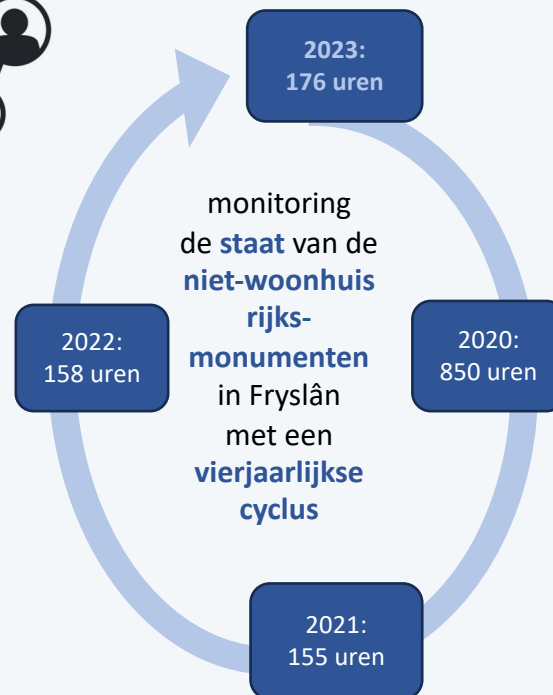 2023:
176 uren
monitoring
de staat van de
niet-woonhuis
rijks-
monumenten
in Fryslân
met een
vierjaarlijkse
cyclus
2022:
158 uren
2020:
850 uren
2021:
155 uren